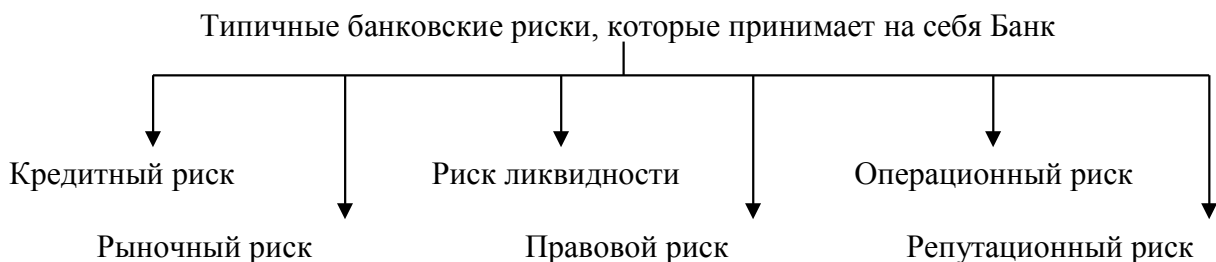 Типичные банковские риски, которые принимает на себя Банк
Кредитный риск Риск ликвидности Операционный риск
Рыночный риск Правовой риск Репутационный риск